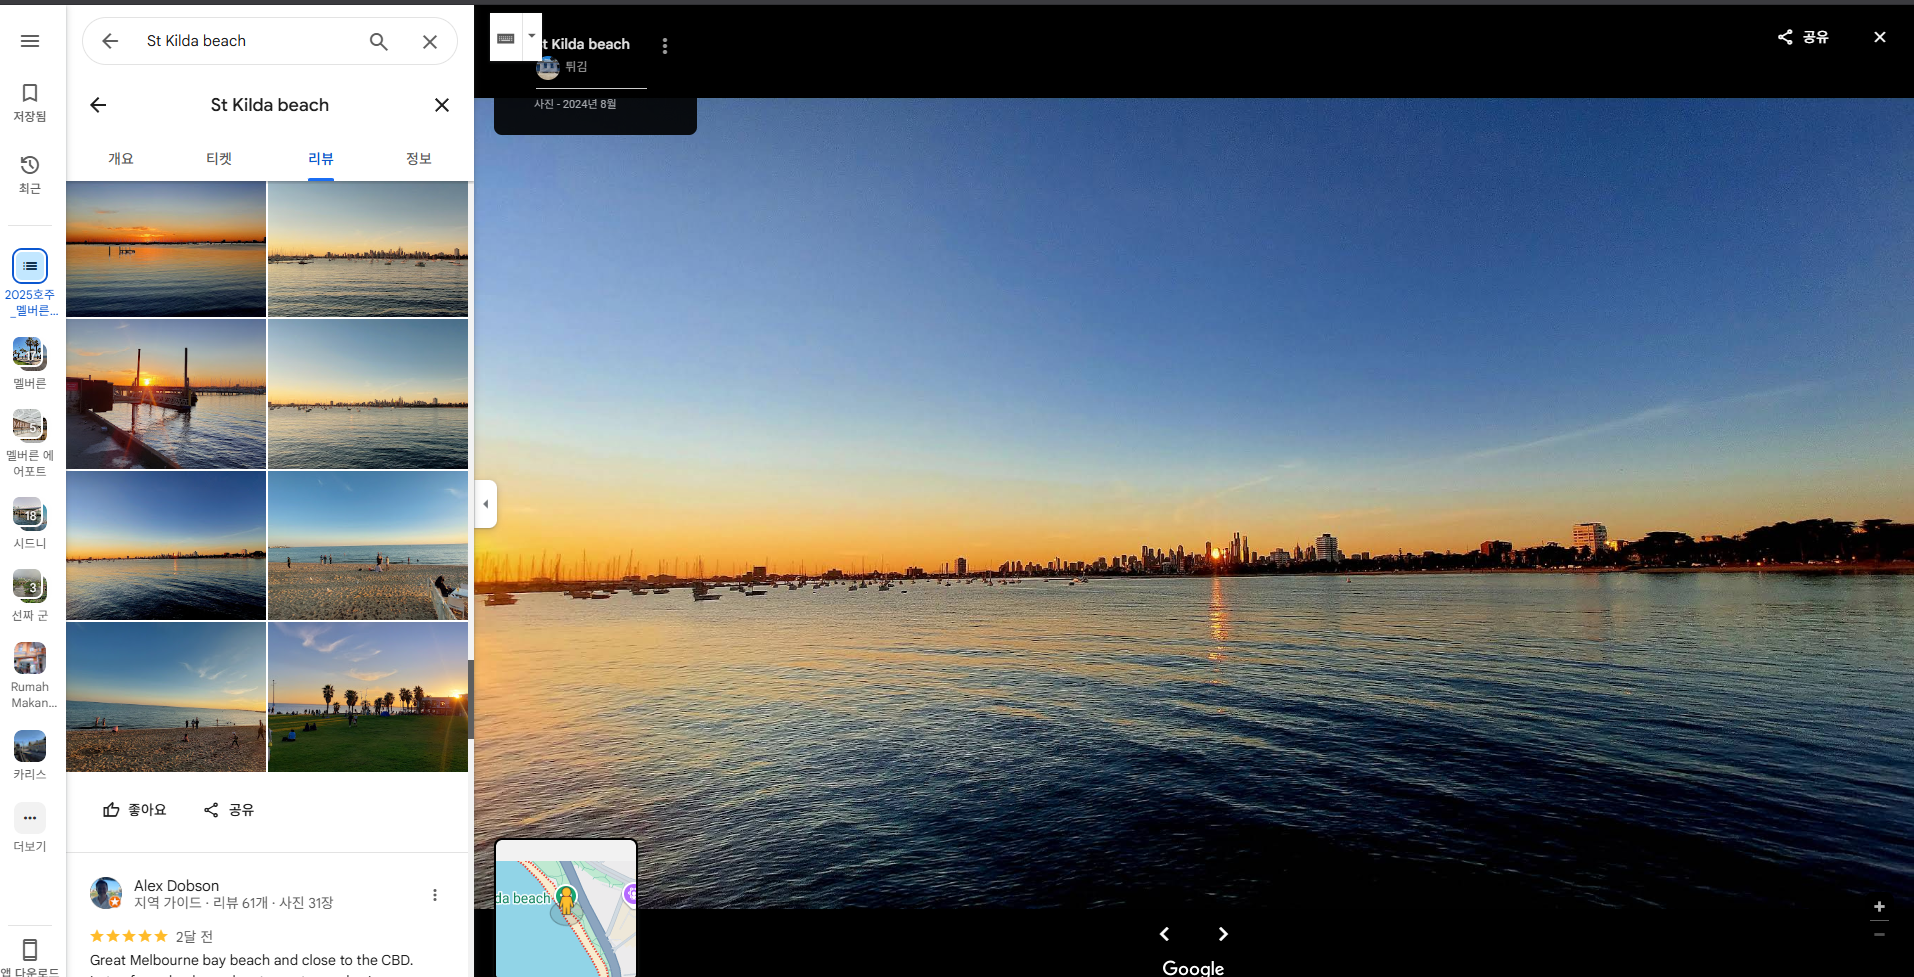 St Kilda beach
저장됨
최근
2025호주
_멜버른...
17
멜버른
5
멜버른 에
어포트
18
시드니
3
선짜 군
Rumah
Makan...
카리스
더보기
앱 다운로드
St Kilda beach
개요
티켓
리뷰
정보
좋아요
공유
Alex Dobson
지역 가이드 · 리뷰 61개 · 사진 31장
2달 전
Great Melbourne bay beach and close to the CBD.
t Kilda beach
튀김
사진 - 2024년 8월
공유
da beach
Google